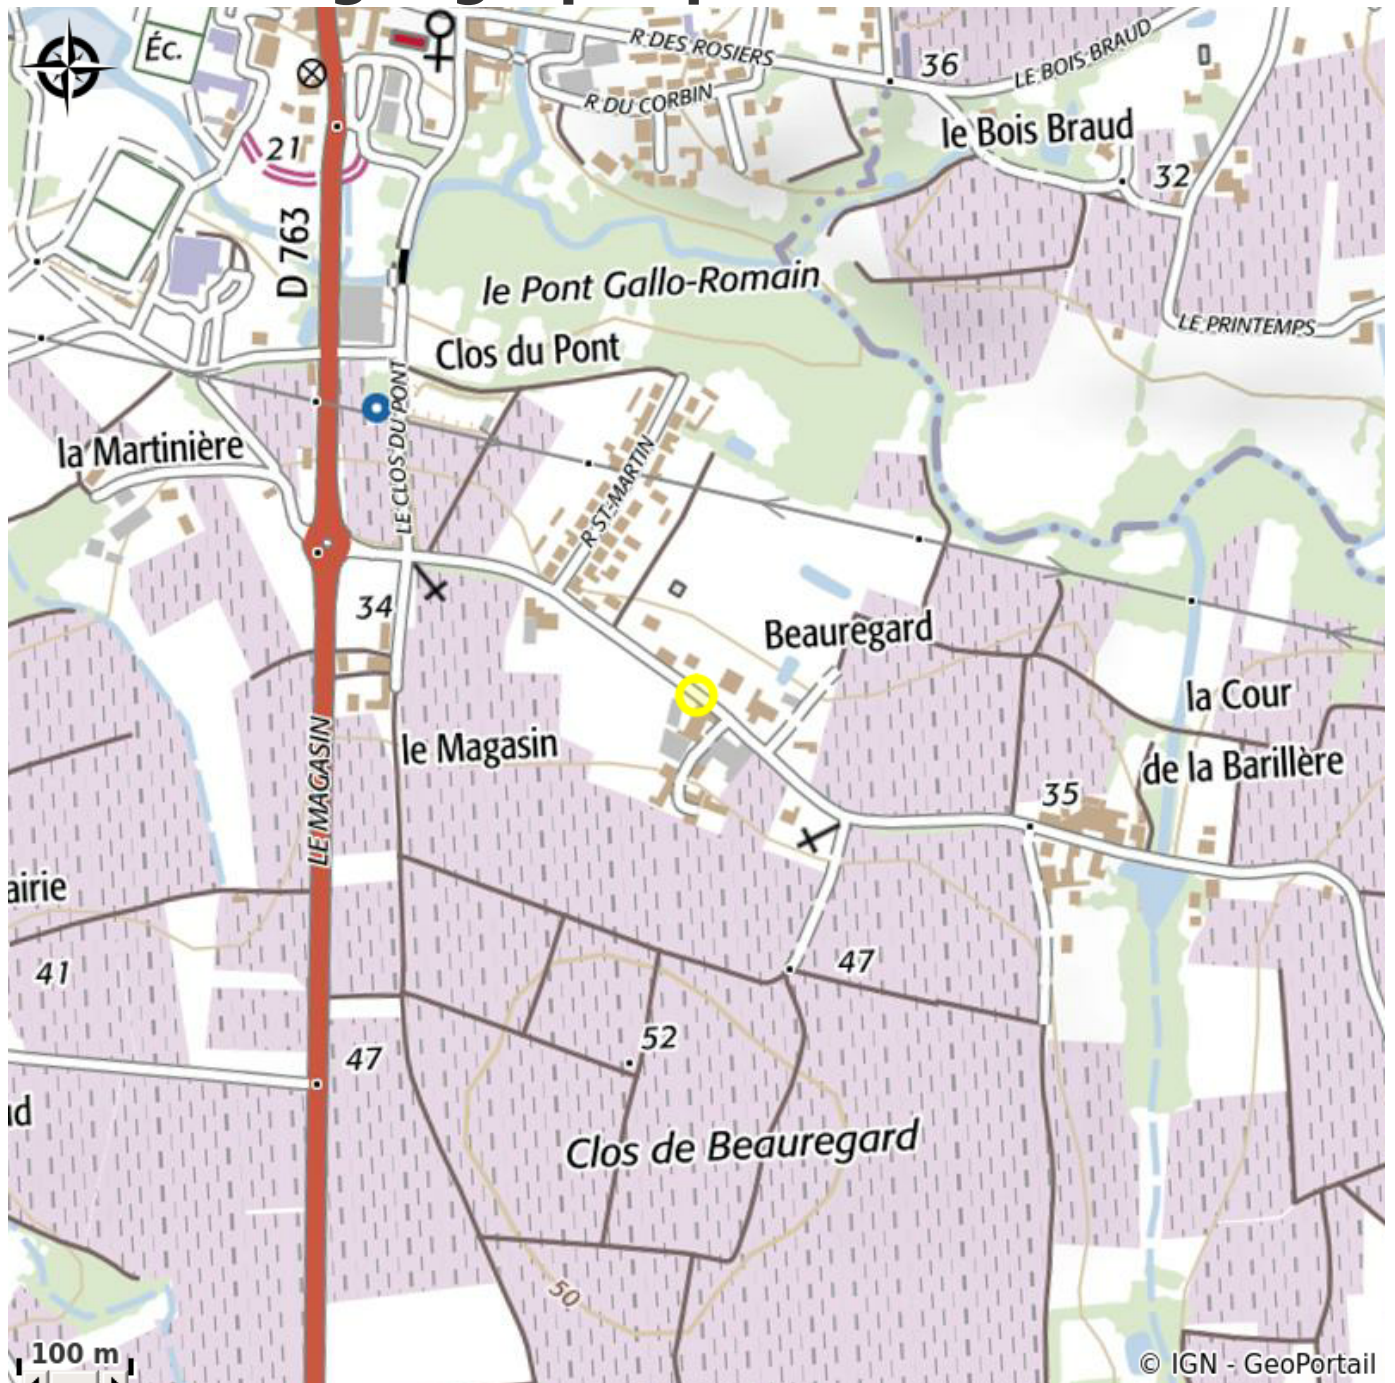 Éc.
R DES ROSIERS
36
LE BOIS BRAUD
R DU CORBIN
le Bois Braud
21
32
D 763
le Pont Gallo-Romain
LE PRINTEMPS
Clos du Pont
la Martinière
LE CLOS DU PONT
R ST-MARTIN
34
Beauregard
la Cour
de la Barillère
le Magasin
LE MAGASIN
35
airie
41
47
47
52
ud
Clos de Beauregard
50
100 m
© IGN - GeoPortail